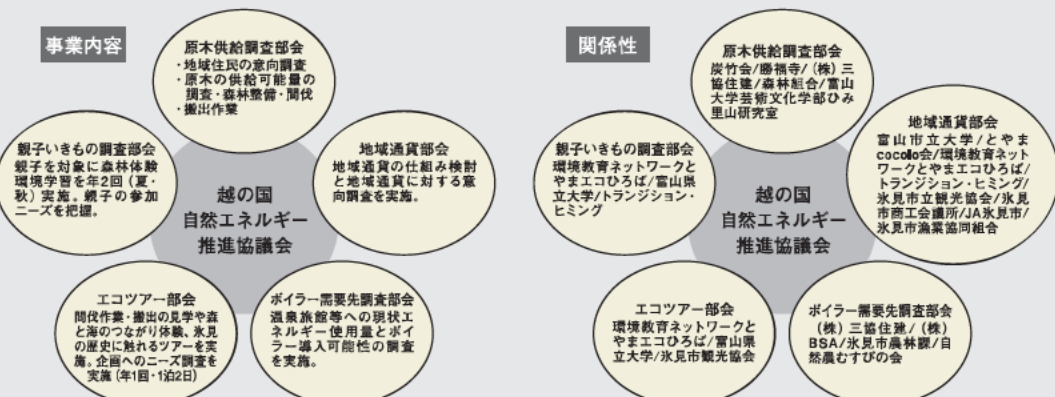 事業内容
原木供給調査部会
・地域住民の意向調査
・原木の供給可能量の
調査・森林整備・間伐
・搬出作業
親子いきもの調査部会
親子を対象に森林体験
環境学習を年2回（夏・
秋）実施。親子の参加
ニーズを把握。
地域通貨部会
地域通貨の仕組み検討
と地域通貨に対する意
向調査を実施。
越の国
自然エネルギー
推進協議会
エコツアー部会
間伐作業・搬出の見学や森
と海のつながり体験、氷見
の歴史に触れるツアーを実
施。企画へのニーズ調査を
実施（年1回・1泊2日）
ボイラー需要先調査部会
温泉旅館等への現状エ
ネルギー使用量とボイ
ラー導入可能性の調査
を実施。
関係性
原木供給調査部会
炭竹会/勝福寺/（株）三
協住建/森林組合/富山
大学芸術文化学部ひみ
里山研究室
親子いきもの調査部会
環境教育ネットワークと
やまエコひろば/富山県
立大学/トランジション・
ヒミング
地域通貨部会
富山市立大学/とやま
cocolo会/環境教育ネット
ワークとやまエコひろば/
トランジション・ヒミング/
氷見市立観光協会/氷見
市商工会議所/JA氷見市/
氷見市漁業協同組合
越の国
自然エネルギー
推進協議会
エコツアー部会
環境教育ネットワークと
やまエコひろば/富山県
立大学/氷見市観光協会
ボイラー需要先調査部会
（株）三協住建/（株）
BSA/氷見市農林課/自
然農むすびの会